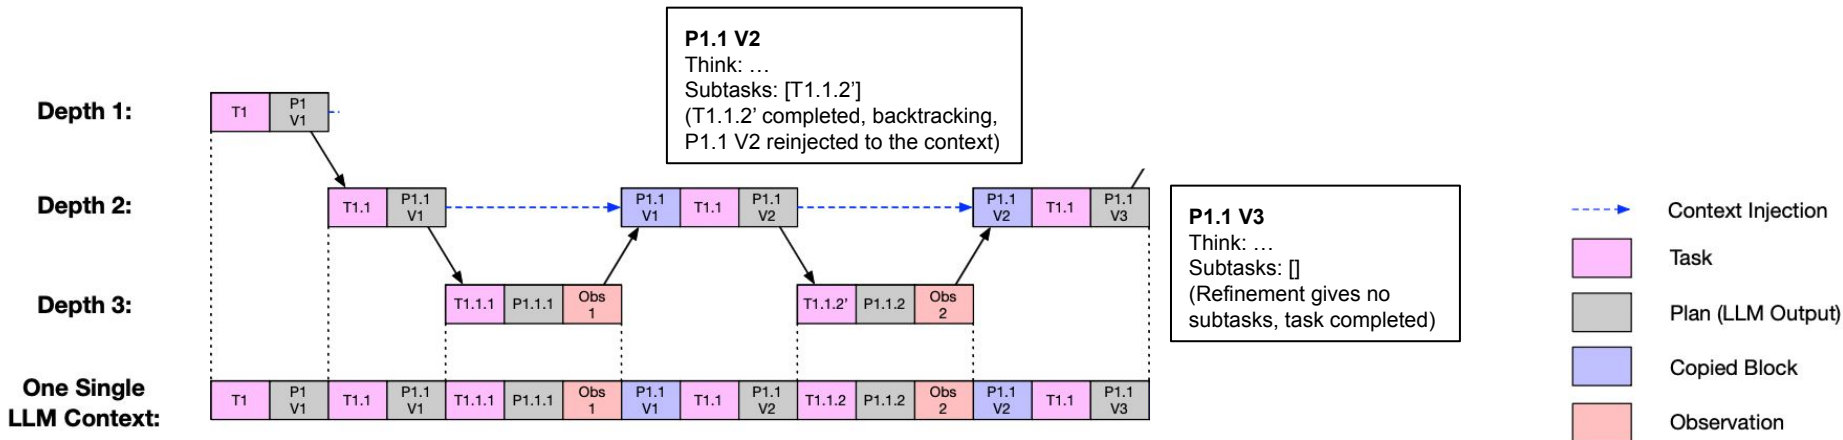 P1.1 V2
Think: …
Subtasks: [T1.1.2’]
(T1.1.2’ completed, backtracking,
P1.1 V2 reinjected to the context)
Depth 1:
T1
P1
V1
Depth 2:
T1.1
P1.1
V1
P1.1
V1
T1.1
P1.1
V2
P1.1
V2
T1.1
P1.1
V3
P1.1 V3
Think: …
Subtasks: []
(Refinement gives no
subtasks, task completed)
Depth 3:
T1.1.1
P1.1.1
Obs
1
T1.1.2’
P1.1.2
Obs
2
One Single
LLM Context:
T1
P1
V1
T1.1
P1.1
V1
T1.1.1
P1.1.1
Obs
1
P1.1
V1
T1.1
P1.1
V2
T1.1.2
P1.1.2
Obs
2
P1.1
V2
T1.1
P1.1
V3
Context Injection
Task
Plan (LLM Output)
Copied Block
Observation